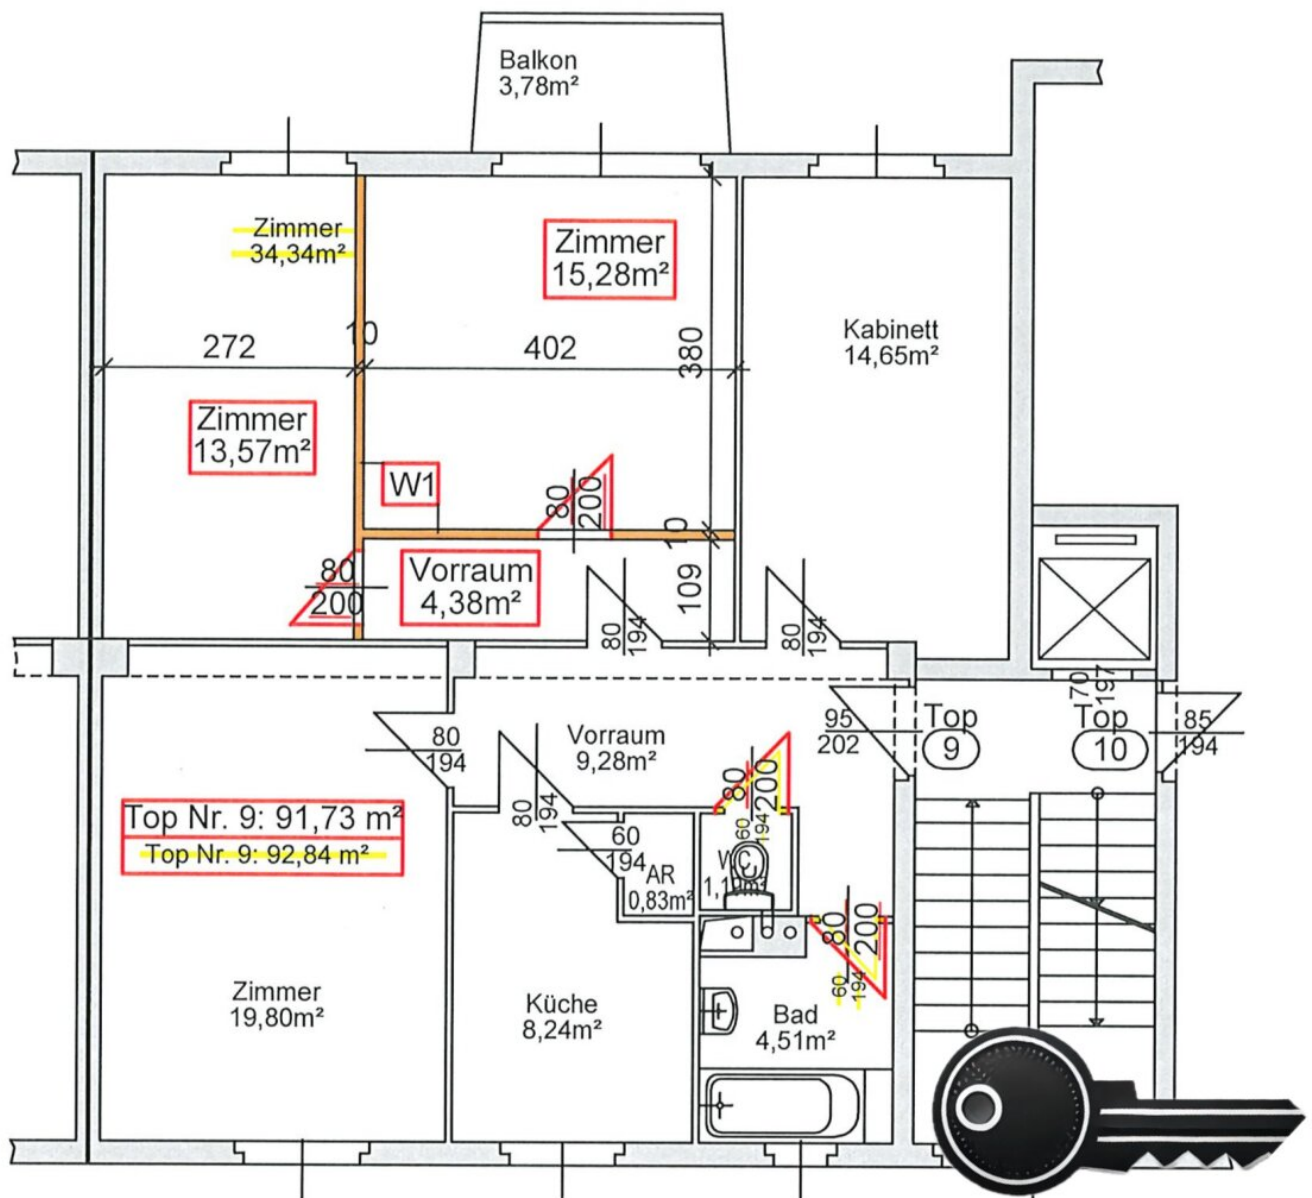 Balkon
3,78m²
Zimmer
34,34m²
Zimmer
15,28m²
Kabinett
14,65m²
272
10
402
380
Zimmer
13,57m²
W1
80
200
10
80
200
Vorraum
4,38m²
109
80
194
80
194
70
197
Vorraum
9,28m²
95
202
Top
9
Top
10
85
194
80
194
80
200
60
194
80
194
60
194
AR
0,83m²
WC
Top Nr. 9: 91,73 m²
Top Nr. 9: 92,84 m²
80
200
60
194
Zimmer
19,80m²
Küche
8,24m²
Bad
4,51m²